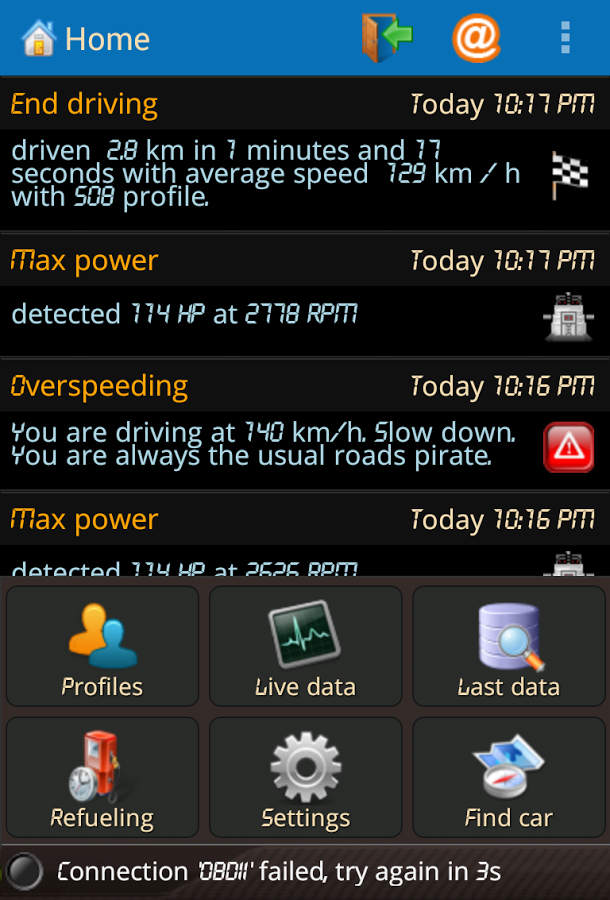 Home
End driving Today 10:17 PM
driven 2.8 km in 1 minutes and 17
seconds with average speed 129 km / h
with 508 profile.
Max power Today 10:17 PM
detected 114 HP at 2778 RPM
Overspeeding Today 10:16 PM
You are driving at 140 km/h. Slow down.
You are always the usual roads pirate.
Max power Today 10:16 PM
detected 114 HP at 2626 RPM
Profiles Live data Last data
Refueling Settings Find car
Connection 'OBDII' failed, try again in 3s